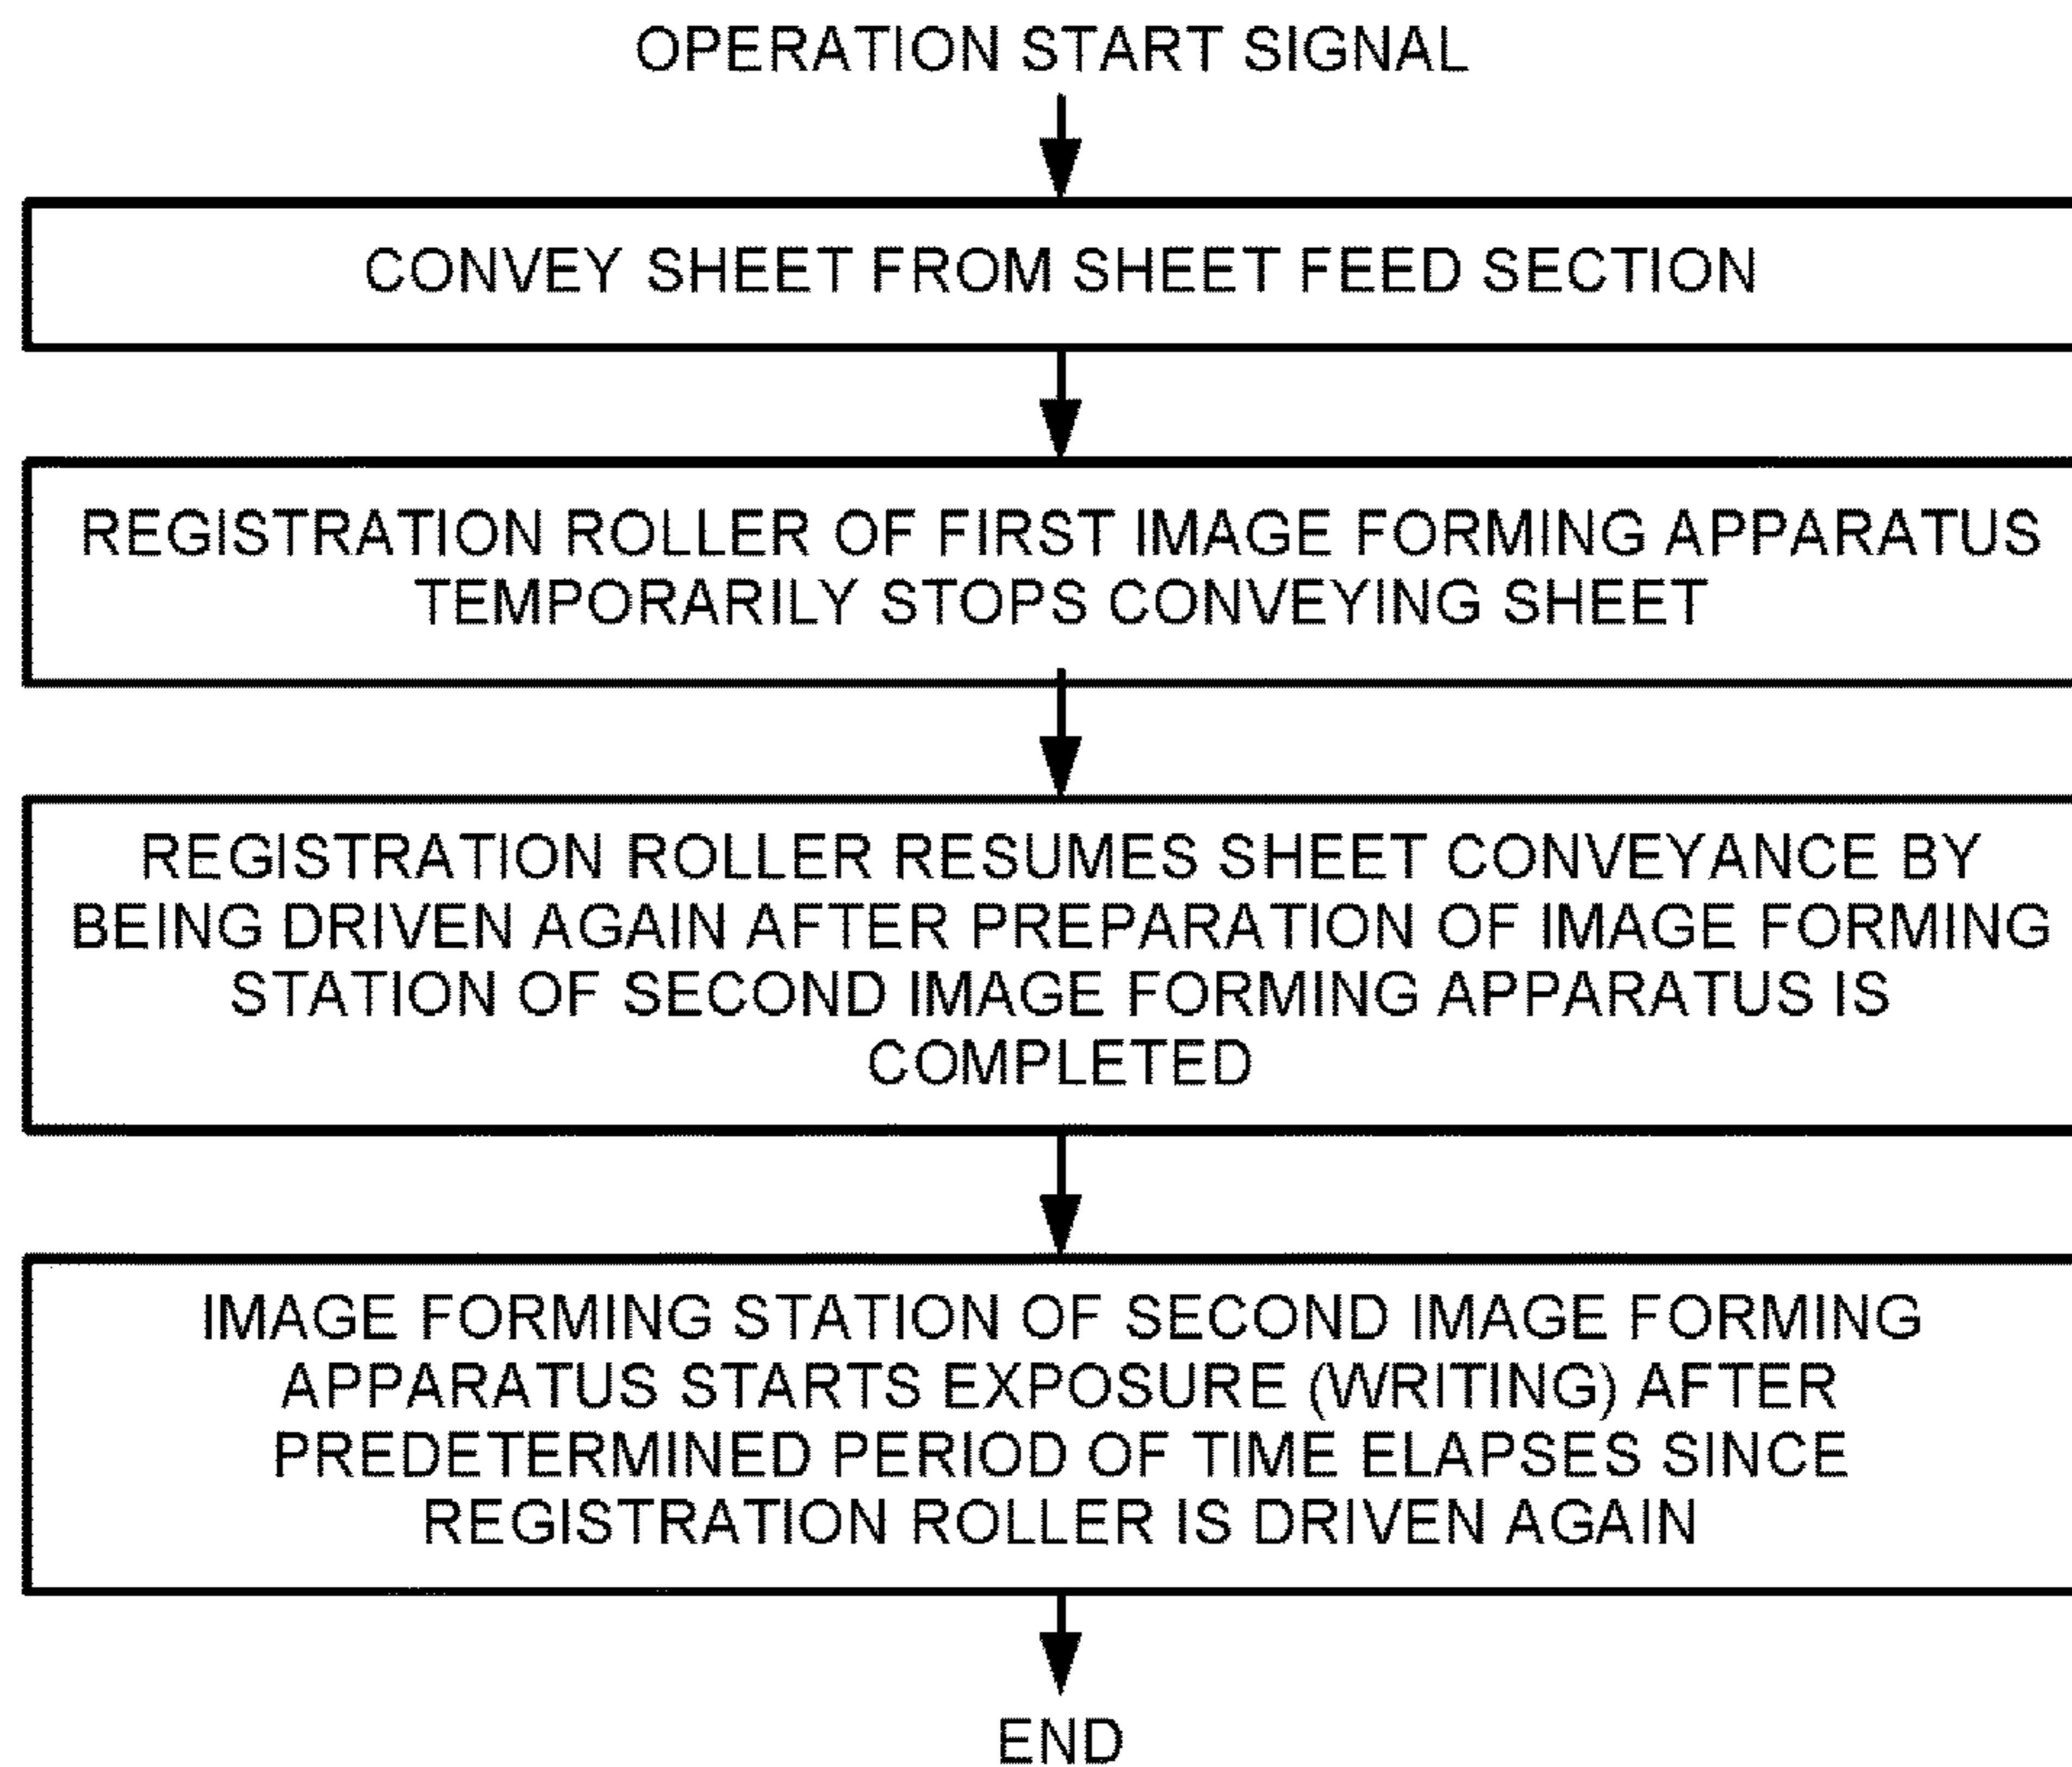 OPERATION START SIGNAL
CONVEY SHEET FROM SHEET FEED SECTION
REGISTRATION ROLLER OF FIRST IMAGE FORMING APPARATUS
TEMPORARILY STOPS CONVEYING SHEET
REGISTRATION ROLLER RESUMES SHEET CONVEYANCE BY
BEING DRIVEN AGAIN AFTER PREPARATION OF IMAGE FORMING
STATION OF SECOND IMAGE FORMING APPARATUS IS
COMPLETED
IMAGE FORMING STATION OF SECOND IMAGE FORMING
APPARATUS STARTS EXPOSURE (WRITING) AFTER
PREDETERMINED PERIOD OF TIME ELAPSES SINCE
REGISTRATION ROLLER IS DRIVEN AGAIN
END